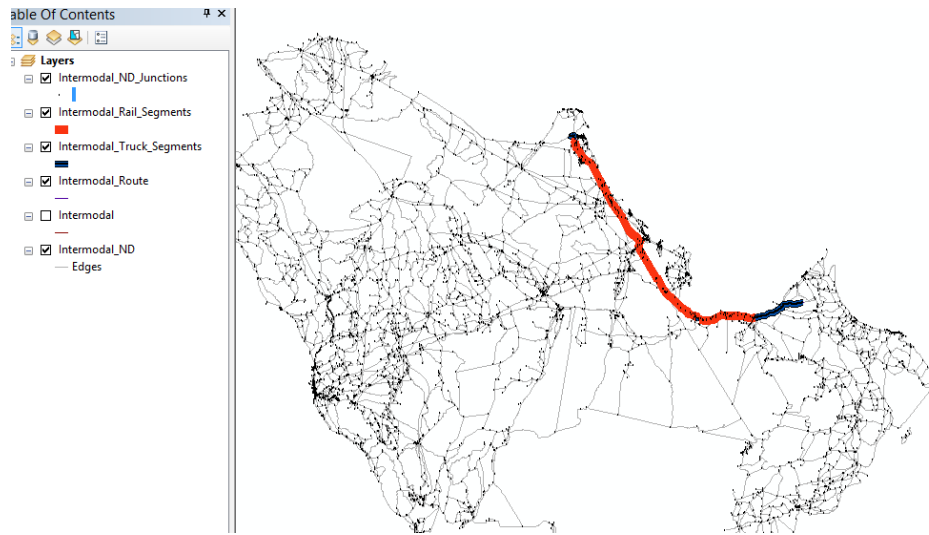 able Of Contents
Layers
Intermodal_ND_Junctions
Intermodal_Rail_Segments
Intermodal_Truck_Segments
Intermodal_Route
Intermodal
Intermodal_ND
Edges